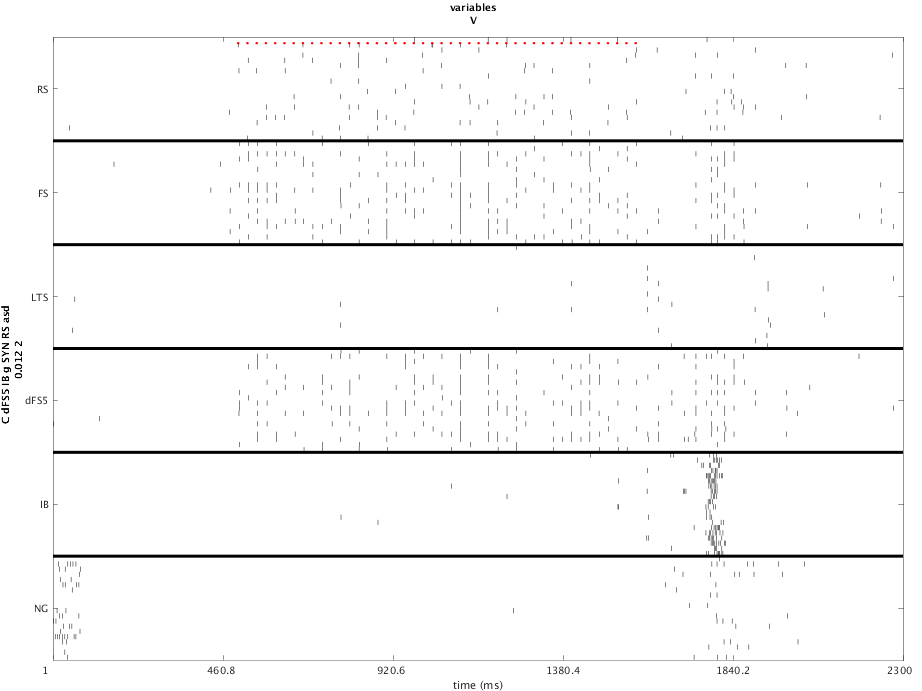 variables
V
RS
FS
LTS
dFS5
IB
NG
C dFS5 IB g SYN RS asd
0.012 2
1
460.8
920.6
1380.4
1840.2
2300
time (ms)